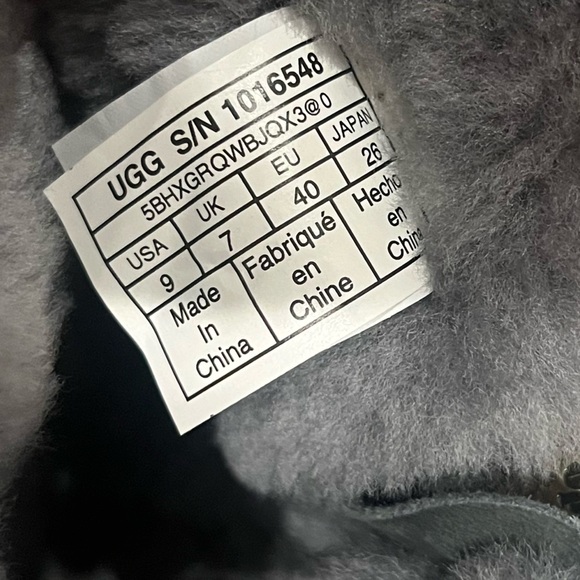 UGG S/N 1016548
5BHXGRQWBJQX3@0
USA UK EU JAPAN
9 7 40 26
Made
In
China
Fabriqué
en
Chine
Hecho
en
China